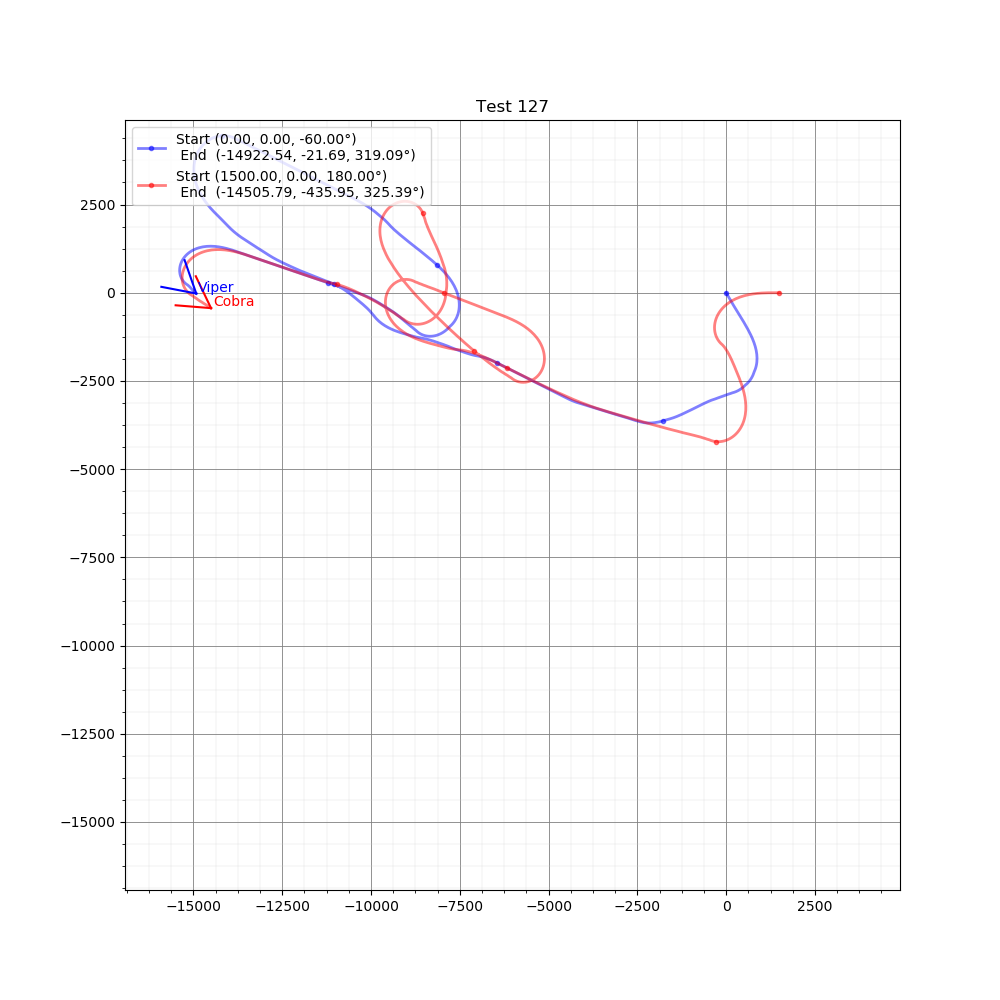 Test 127
Start (0.00, 0.00, -60.00°)
End (-14922.54, -21.69, 319.09°)
Start (1500.00, 0.00, 180.00°)
End (-14505.79, -435.95, 325.39°)
2500
0
−2500
−5000
−7500
−10000
−12500
−15000
Viper
Cobra
−15000 −12500 −10000 −7500 −5000 −2500 0 2500